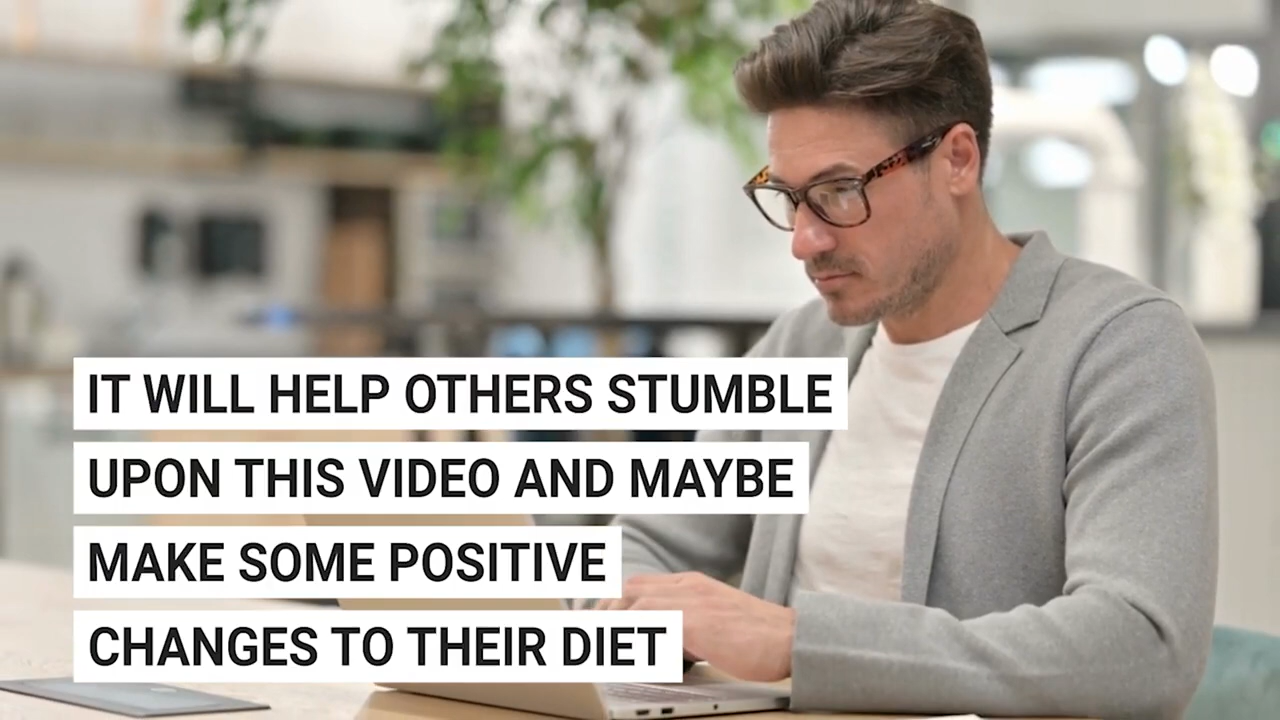 IT WILL HELP OTHERS STUMBLE
UPON THIS VIDEO AND MAYBE
MAKE SOME POSITIVE
CHANGES TO THEIR DIET